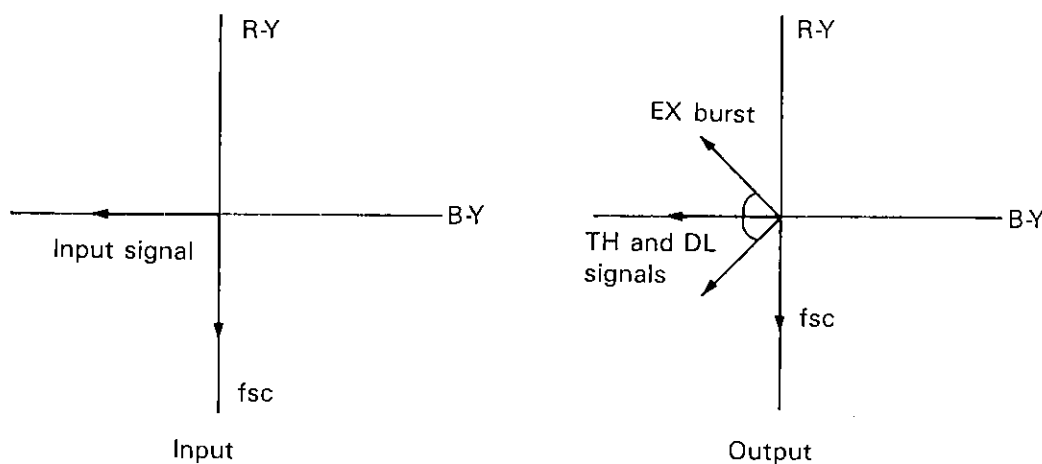 R-Y
B-Y
Input signal
fsc
Input
R-Y
EX burst
B-Y
TH and DL
signals
fsc
Output